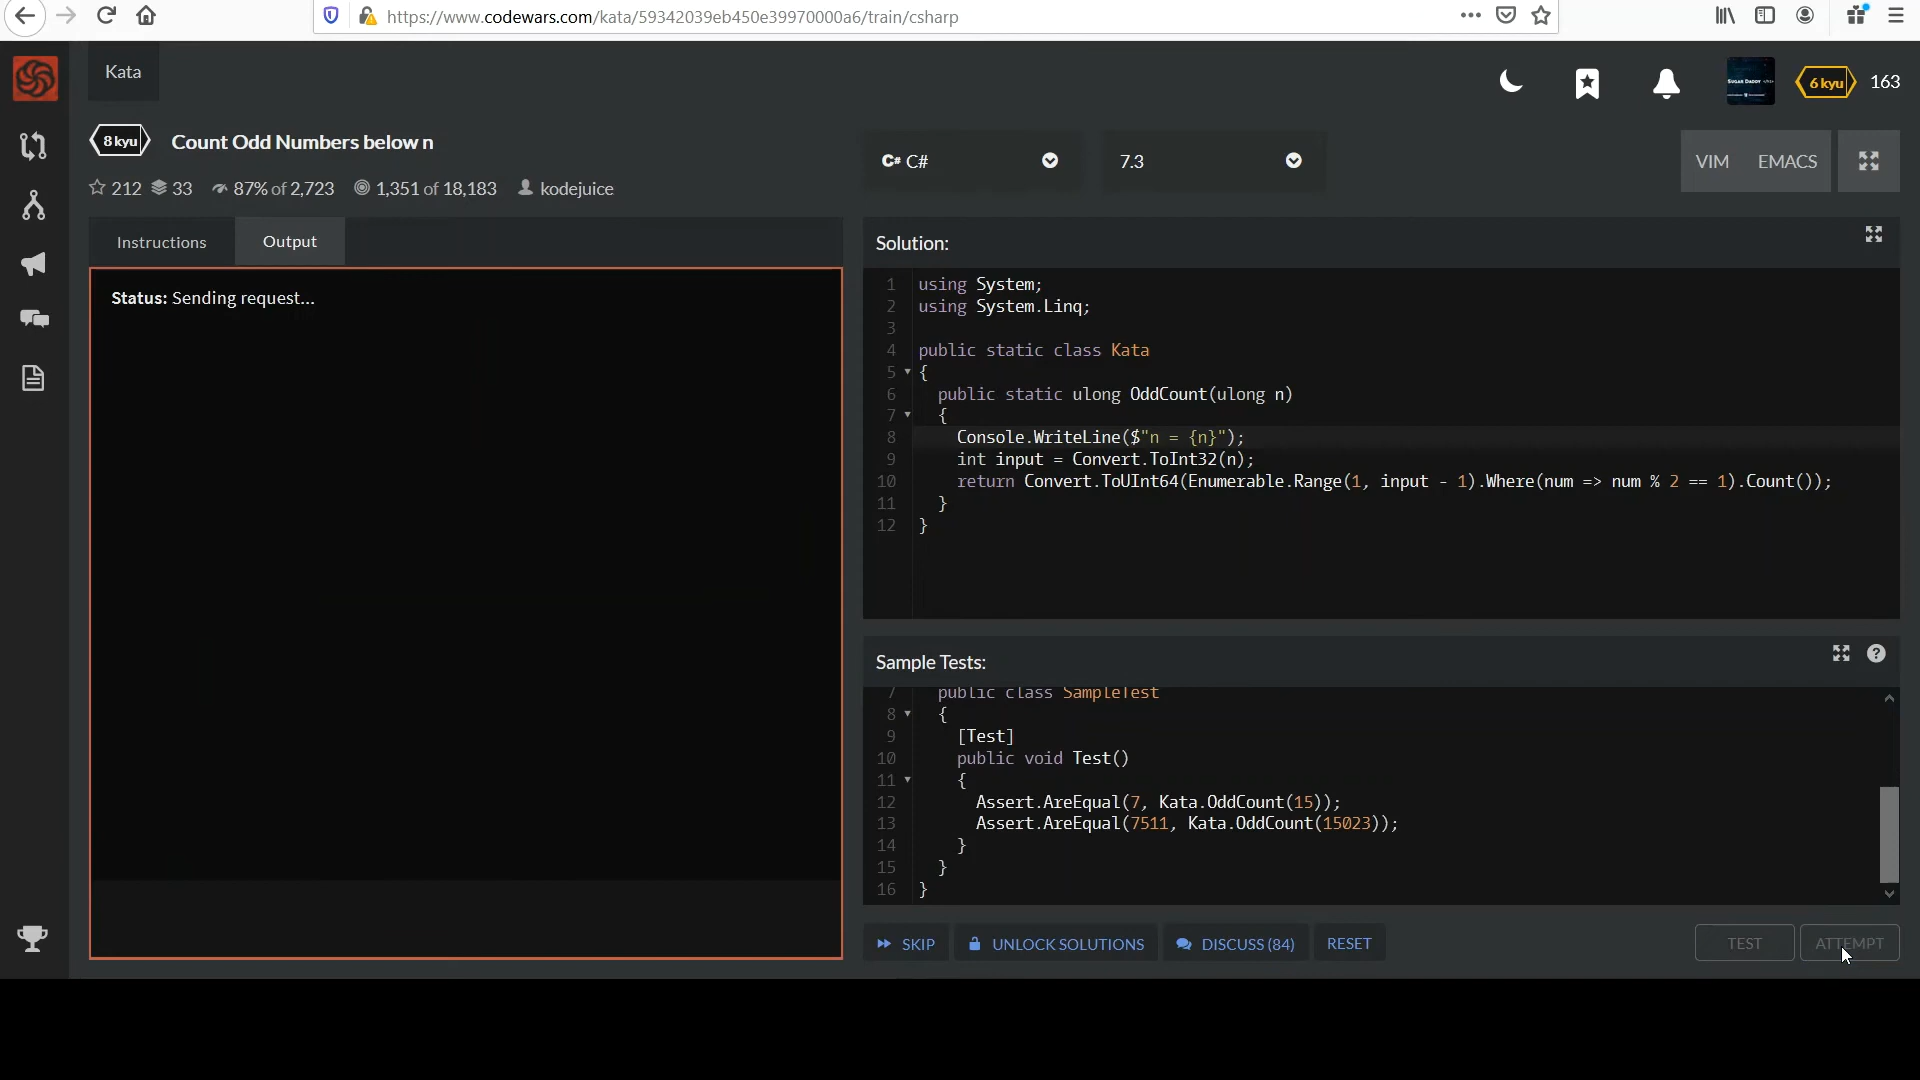 https://www.codewars.com/kata/59342039eb450e39970000a6/train/csharp
Kata
6 kyu 163
8 kyu Count Odd Numbers below n
212 33 87% of 2,723 1,351 of 18,183 kodejuice
C# C#
7.3
VIM EMACS
Instructions Output
Status: Sending request...
Solution:
1 using System;
2 using System.Linq;
3
4 public static class Kata
5 {
6 public static ulong OddCount(ulong n)
7 {
8 Console.WriteLine($"n = {n}");
9 int input = Convert.ToInt32(n);
10 return Convert.ToUInt64(Enumerable.Range(1, input - 1).Where(num => num % 2 == 1).Count());
11 }
12 }
Sample Tests:
7 public class SampleTest
8 {
9 [Test]
10 public void Test()
11 {
12 Assert.AreEqual(7, Kata.OddCount(15));
13 Assert.AreEqual(7511, Kata.OddCount(15023));
14 }
15 }
16 }
SKIP UNLOCK SOLUTIONS DISCUSS (84) RESET TEST ATTEMPT